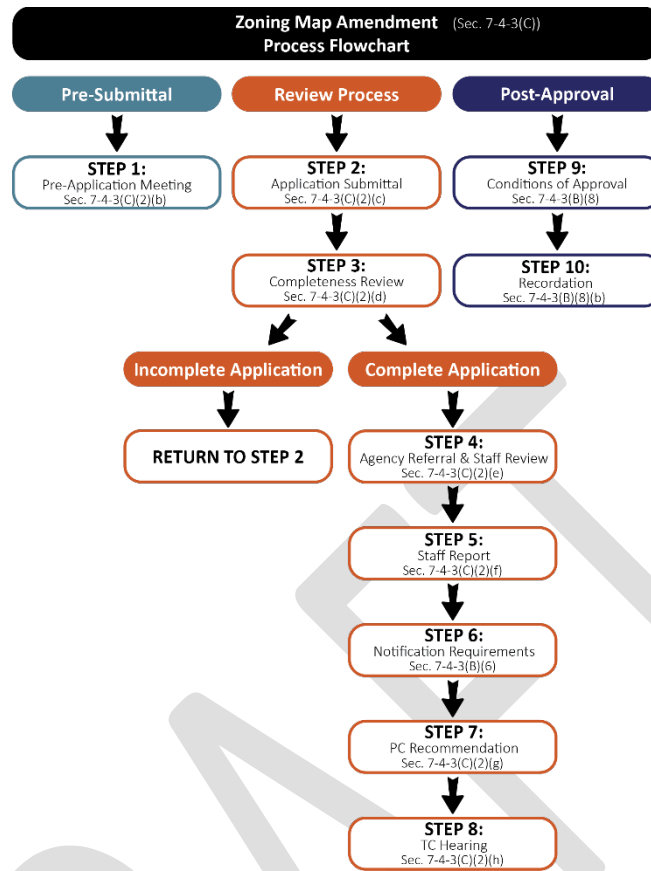 Zoning Map Amendment (Sec. 7-4-3(C))
Process Flowchart
Pre-Submittal
Review Process
Post-Approval
STEP 1:
Pre-Application Meeting
Sec. 7-4-3(C)(2)(b)
STEP 2:
Application Submittal
Sec. 7-4-3(C)(2)(c)
STEP 9:
Conditions of Approval
Sec. 7-4-3(B)(8)
STEP 3:
Completeness Review
Sec. 7-4-3(C)(2)(d)
STEP 10:
Recordation
Sec. 7-4-3(B)(8)(b)
Incomplete Application
Complete Application
RETURN TO STEP 2
STEP 4:
Agency Referral & Staff Review
Sec. 7-4-3(C)(2)(e)
STEP 5:
Staff Report
Sec. 7-4-3(C)(2)(f)
STEP 6:
Notification Requirements
Sec. 7-4-3(B)(6)
STEP 7:
PC Recommendation
Sec. 7-4-3(C)(2)(g)
STEP 8:
TC Hearing
Sec. 7-4-3(C)(2)(h)